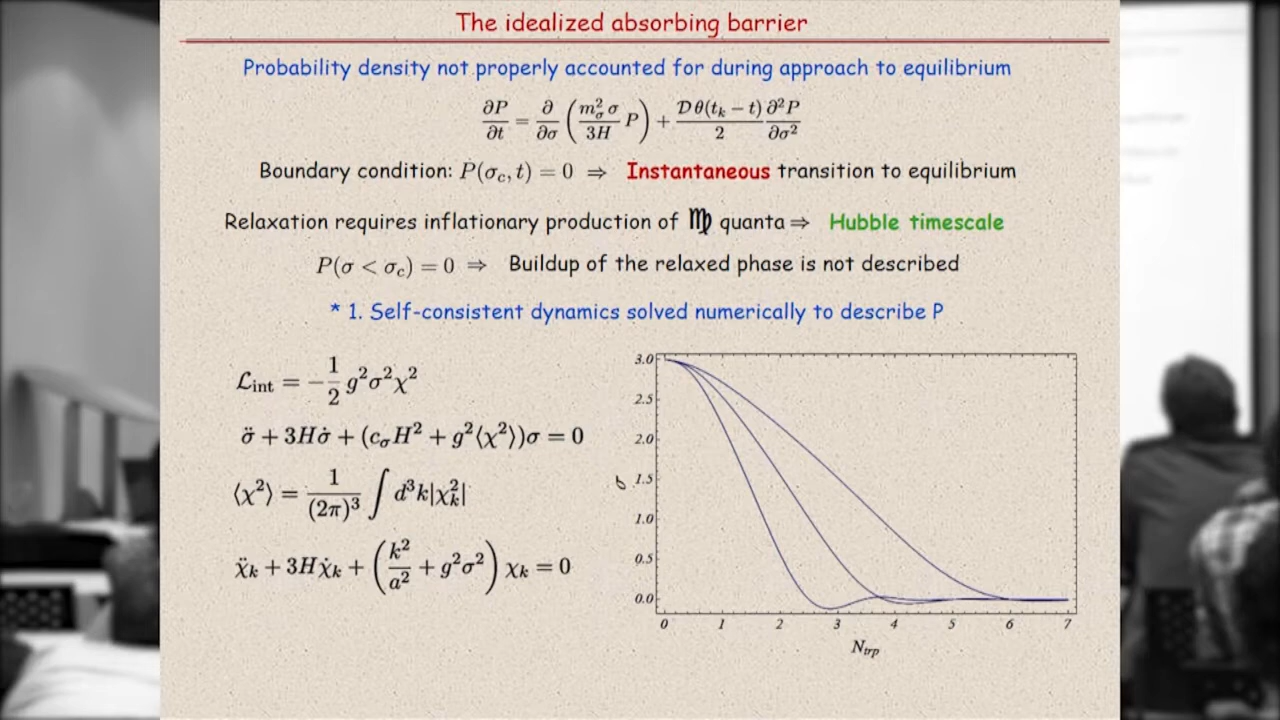 The idealized absorbing barrier
Probability density not properly accounted for during approach to equilibrium
∂P/∂t = ∂/∂σ (m_σ^2 σ/3H P) + Dθ(t_k − t)/2 ∂²P/∂σ²
Boundary condition: P(σ_c, t) = 0 ⇒ Instantaneous transition to equilibrium
Relaxation requires inflationary production of ♍ quanta ⇒ Hubble timescale
P(σ < σ_c) = 0 ⇒ Buildup of the relaxed phase is not described
* 1. Self-consistent dynamics solved numerically to describe P
ℒ_int = −1/2 g²σ²χ²
σ̈ + 3Hσ̇ + (c_σH² + g²⟨χ²⟩)σ = 0
⟨χ²⟩ = 1/(2π)³ ∫ d³k|χ_k²|
χ̈_k + 3Hχ̇_k + (k²/a² + g²σ²) χ_k = 0
3.0
2.5
2.0
1.5
1.0
0.5
0.0
σ
0 1 2 3 4 5 6 7
N_trp